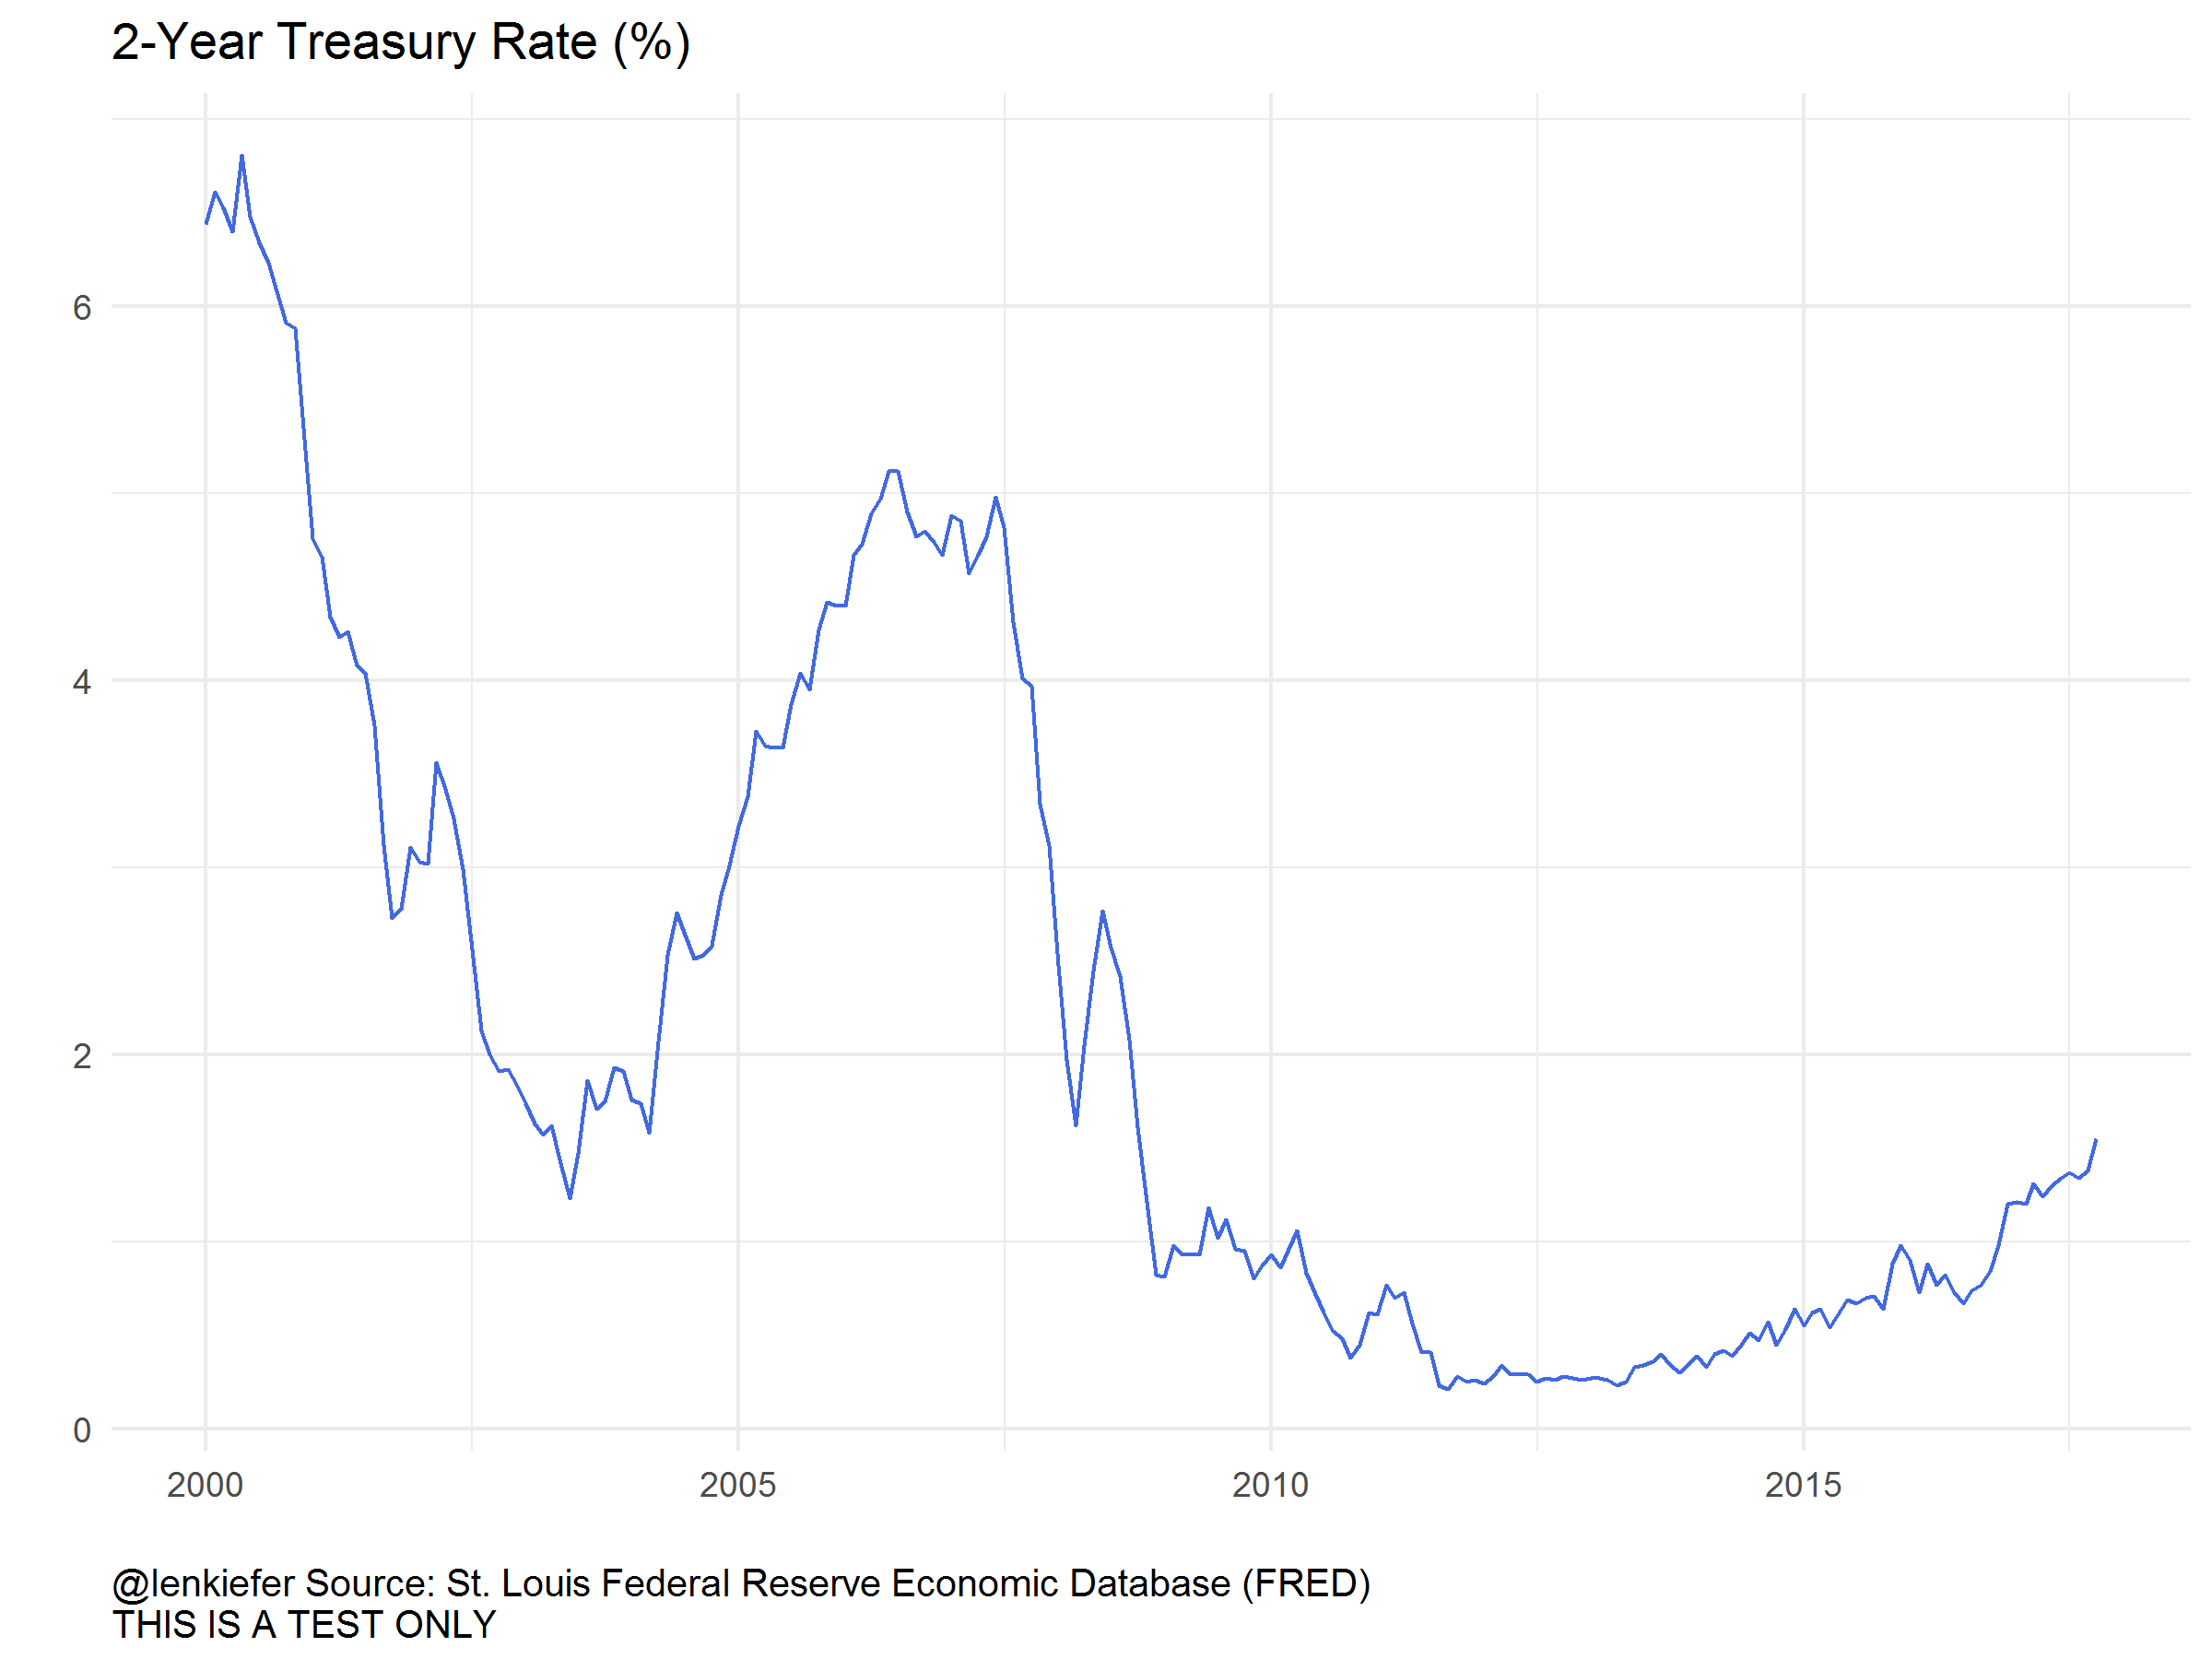 2-Year Treasury Rate (%)
6
4
2
0
2000 2005 2010 2015
@lenkiefer Source: St. Louis Federal Reserve Economic Database (FRED)
THIS IS A TEST ONLY